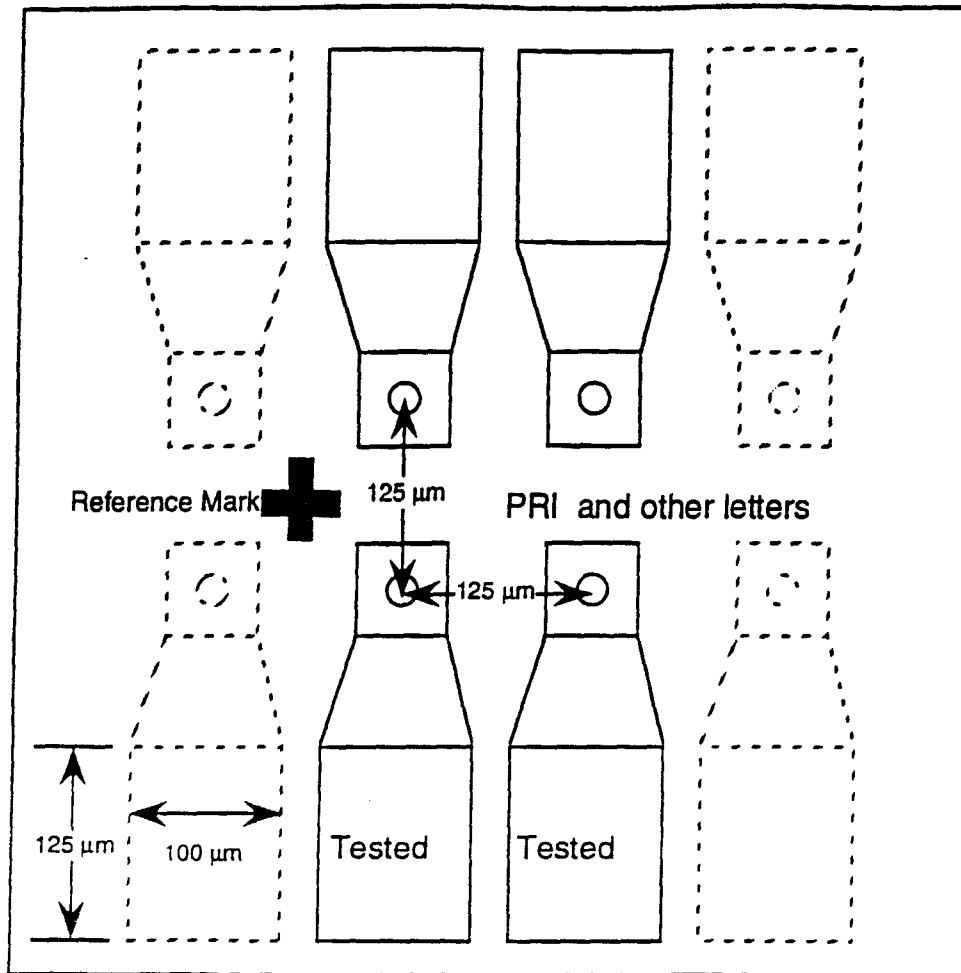 Reference Mark
125 μm
PRI and other letters
125 μm
125 μm
100 μm
Tested
Tested